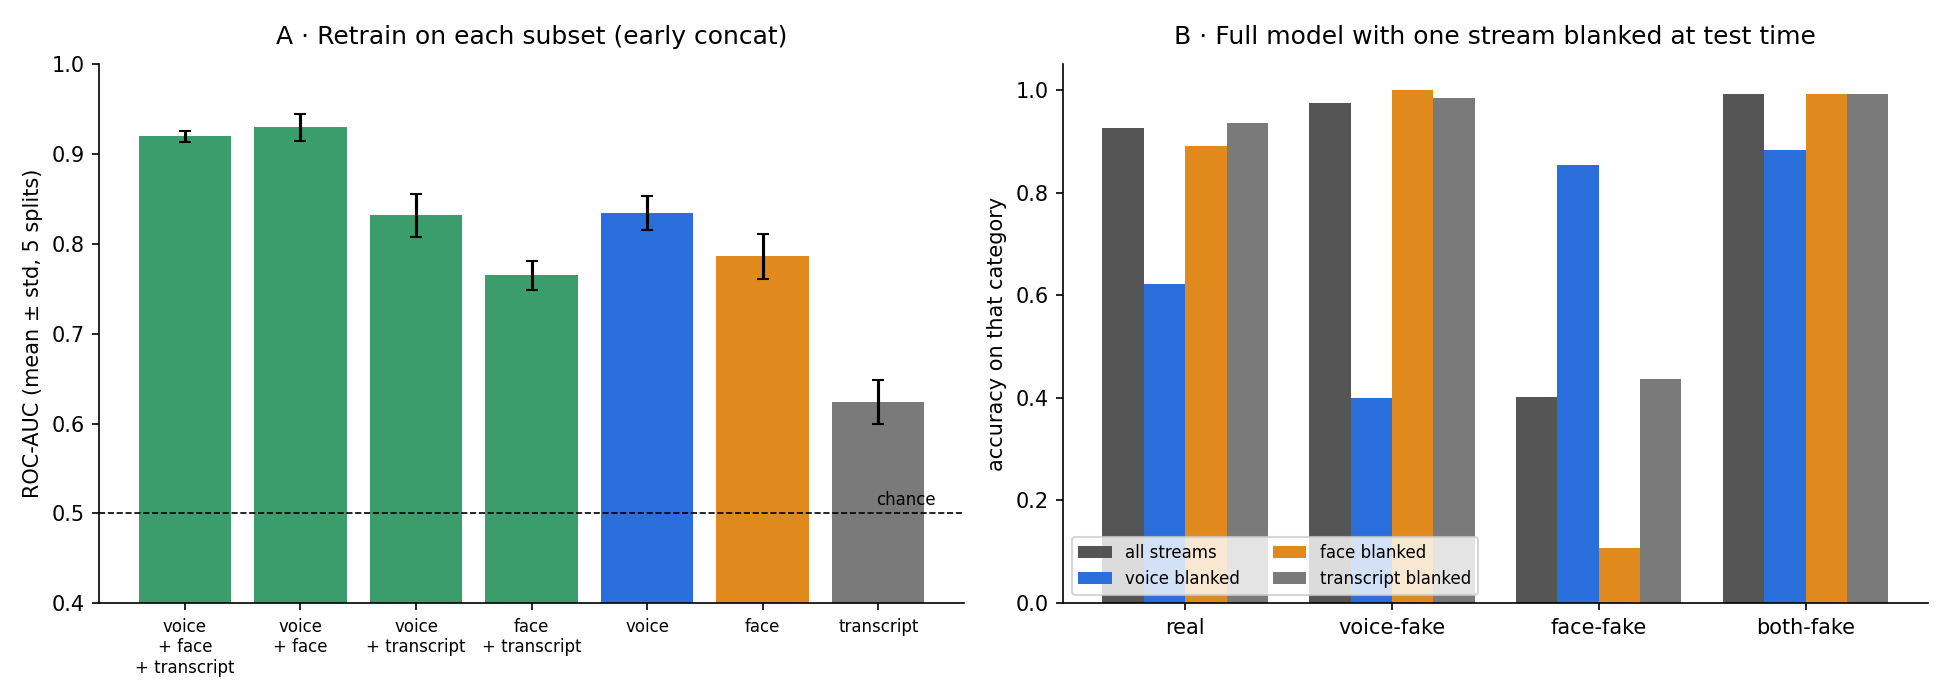 A · Retrain on each subset (early concat)
ROC-AUC (mean ± std, 5 splits)
1.0
0.9
0.8
0.7
0.6
0.5
0.4
chance
voice
+ face
+ transcript
voice
+ face
voice
+ transcript
face
+ transcript
voice
face
transcript
B · Full model with one stream blanked at test time
accuracy on that category
1.0
0.8
0.6
0.4
0.2
0.0
all streams
voice blanked
face blanked
transcript blanked
real
voice-fake
face-fake
both-fake